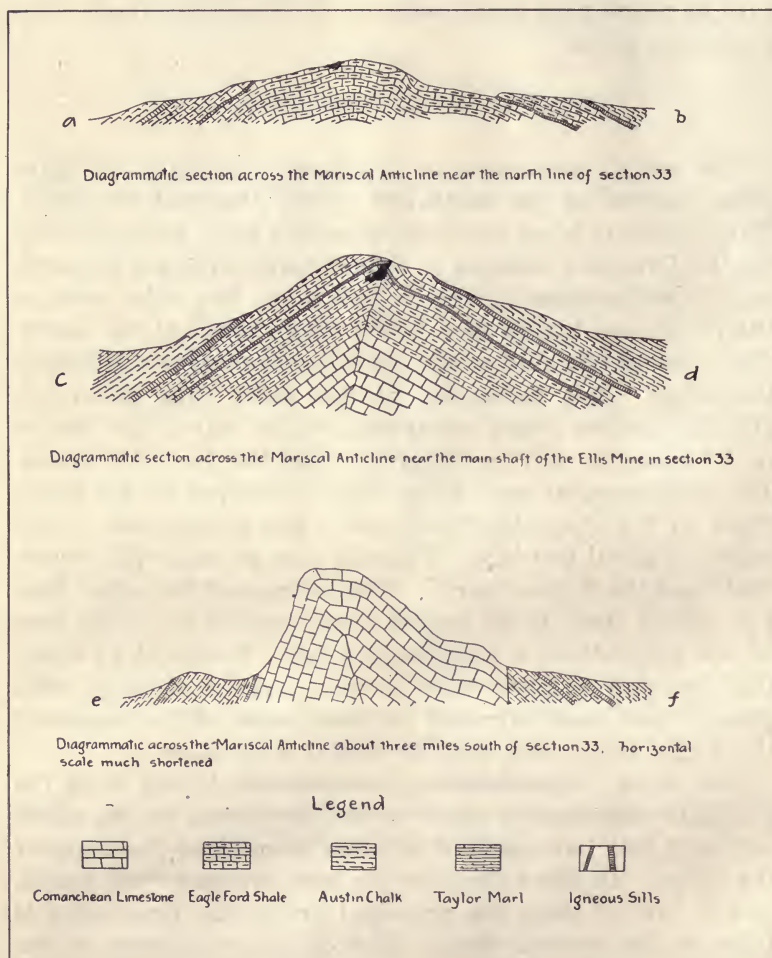 a
b
Diagrammatic section across the Mariscal Anticline near the north line of section 33
c
d
Diagrammatic section across the Mariscal Anticline near the main shaft of the Ellis Mine in section 33
e
f
Diagrammatic across the Mariscal Anticline about three miles south of section 33, horizontal
scale much shortened
Legend
Comanchean Limestone Eagle Ford Shale Austin Chalk Taylor Marl Igneous Sills